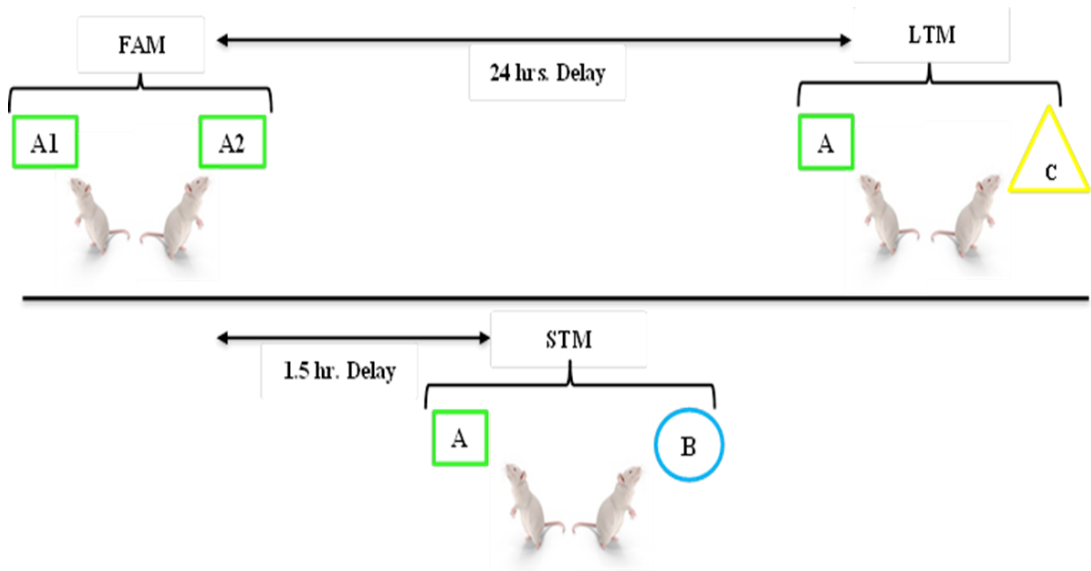 FAM
LTM
24 hrs. Delay
A1
A2
A
C
STM
1.5 hr. Delay
A
B